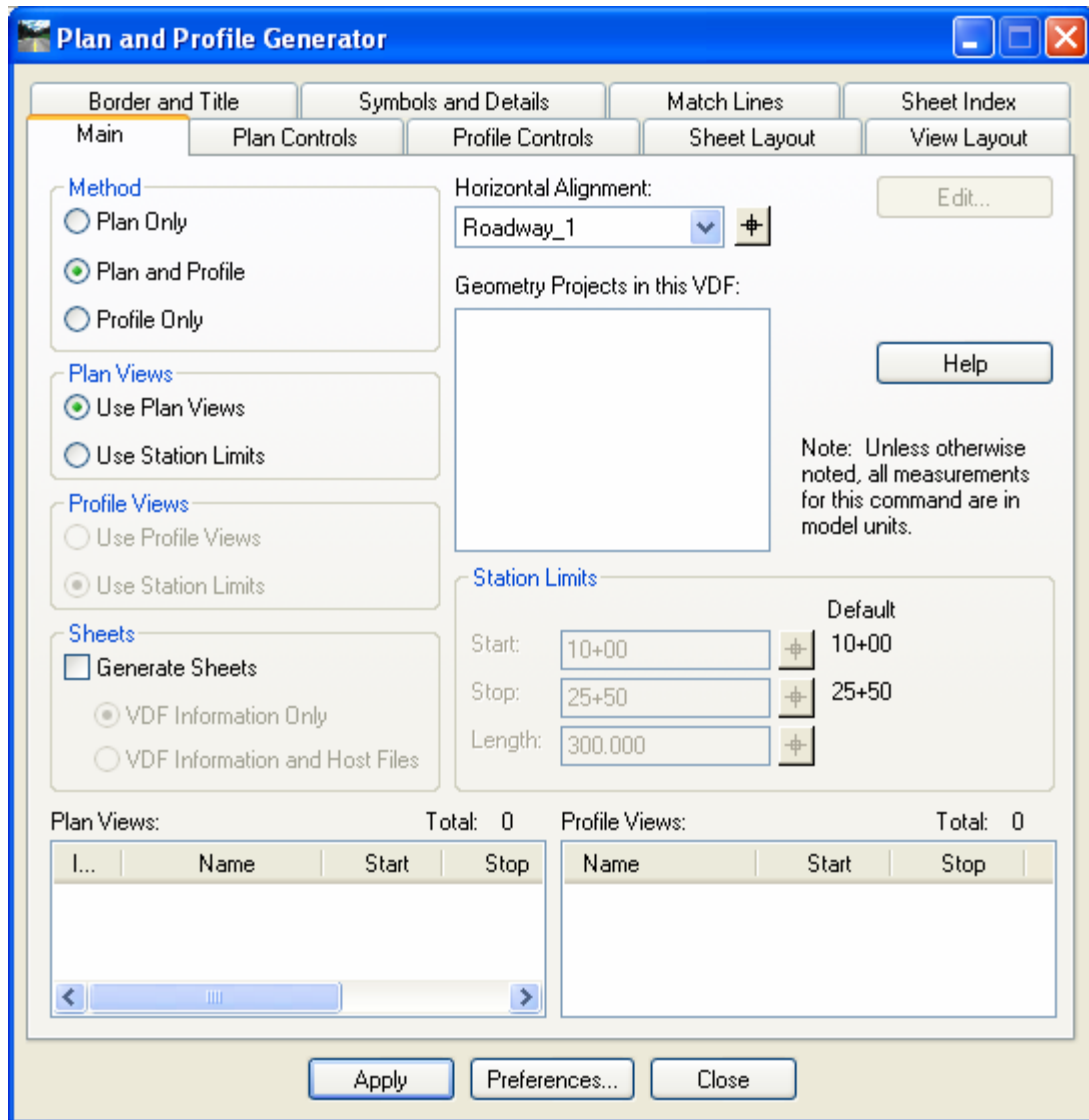 Plan and Profile Generator
Border and Title
Symbols and Details
Match Lines
Sheet Index
Main
Plan Controls
Profile Controls
Sheet Layout
View Layout
Method
Plan Only
Plan and Profile
Profile Only
Plan Views
Use Plan Views
Use Station Limits
Profile Views
Use Profile Views
Use Station Limits
Sheets
Generate Sheets
VDF Information Only
VDF Information and Host Files
Horizontal Alignment:
Roadway_1
Edit...
Geometry Projects in this VDF:
Help
Note: Unless otherwise
noted, all measurements
for this command are in
model units.
Station Limits
Default
Start: 10+00 10+00
Stop: 25+50 25+50
Length: 300.000
Plan Views: Total: 0
I... Name Start Stop
Profile Views: Total: 0
Name Start Stop
Apply
Preferences...
Close